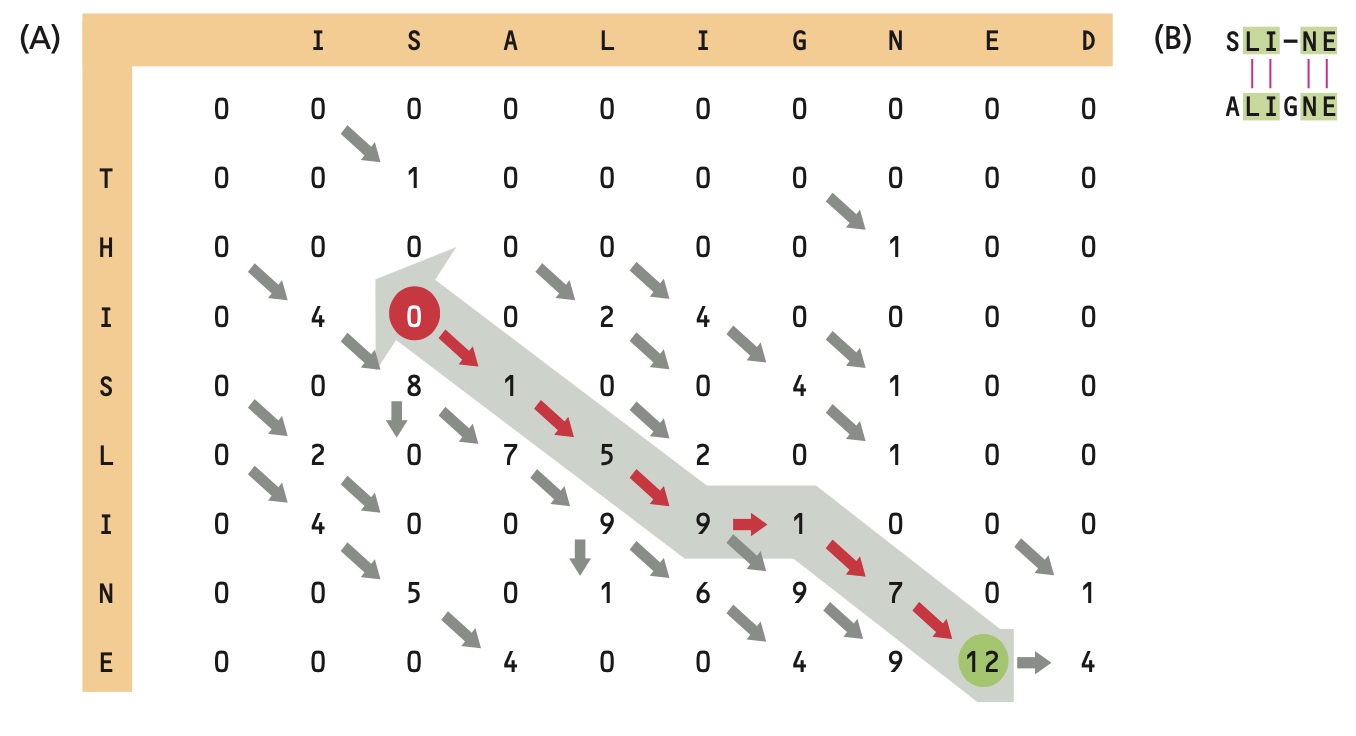 (A) I S A L I G N E D (B) SLI–NE
0 0 0 0 0 0 0 0 0 0 ALIGNE
T 0 0 1 0 0 0 0 0 0 0
H 0 0 0 0 0 0 0 1 0 0
I 0 4 0 0 2 4 0 0 0 0
S 0 0 8 1 0 0 4 1 0 0
L 0 2 0 7 5 2 0 1 0 0
I 0 4 0 0 9 9 1 0 0 0
N 0 0 5 0 1 6 9 7 0 1
E 0 0 0 4 0 0 4 9 12 4